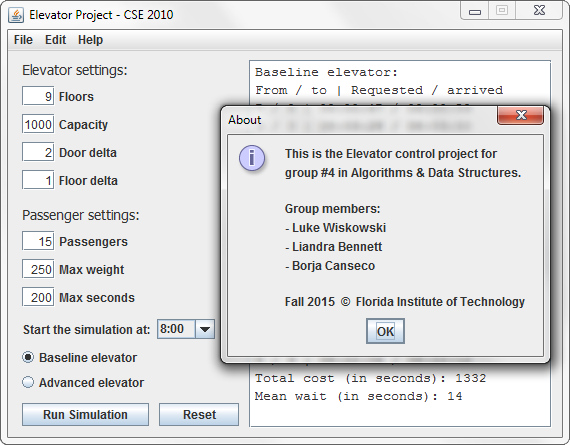 Elevator Project - CSE 2010
File Edit Help
Elevator settings:
9 Floors
1000 Capacity
2 Door delta
1 Floor delta
Passenger settings:
15 Passengers
250 Max weight
200 Max seconds
Start the simulation at: 8:00
Baseline elevator
Advanced elevator
Run Simulation Reset
Baseline elevator:
From / to | Requested / arrived
Total cost (in seconds): 1332
Mean wait (in seconds): 14
About
This is the Elevator control project for
group #4 in Algorithms & Data Structures.
Group members:
- Luke Wiskowski
- Liandra Bennett
- Borja Canseco
Fall 2015 © Florida Institute of Technology
OK